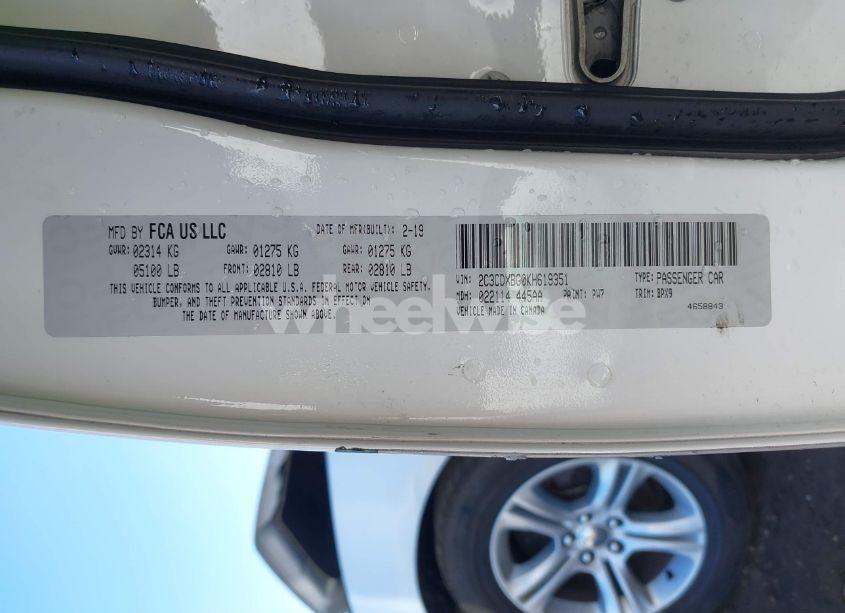 MFD BY FCA US LLC DATE OF MFR(BUILT): 2-19
GVWR: 02314 KG GAWR: 01275 KG GAWR: 01275 KG
05100 LB FRONT: 02810 LB REAR: 02810 LB
THIS VEHICLE CONFORMS TO ALL APPLICABLE U.S.A. FEDERAL MOTOR VEHICLE SAFETY,
BUMPER, AND THEFT PREVENTION STANDARDS IN EFFECT ON
THE DATE OF MANUFACTURE SHOWN ABOVE.
VIN: 2C3CDXBG0KH619351 TYPE: PASSENGER CAR
MDH: 022114 445AA PAINT: PW7 TRIM: BPX9
VEHICLE MADE IN CANADA 4658843
wheelwise